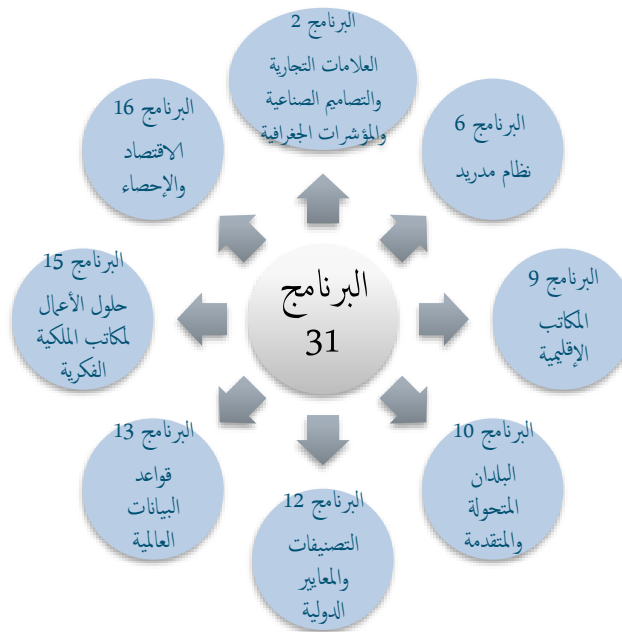 البرنامج 2
العلامات التجارية
والتصاميم الصناعية
والمؤشرات الجغرافية
البرنامج 6
نظام مدريد
البرنامج 9
المكاتب
الإقليمية
البرنامج 10
البلدان
المتحولة
والمتقدمة
البرنامج 12
التصنيفات
والمعايير
الدولية
البرنامج 13
قواعد
البيانات
العالمية
البرنامج 15
حلول الأعمال
لمكاتب الملكية
الفكرية
البرنامج 16
الاقتصاد
والإحصاء
البرنامج
31